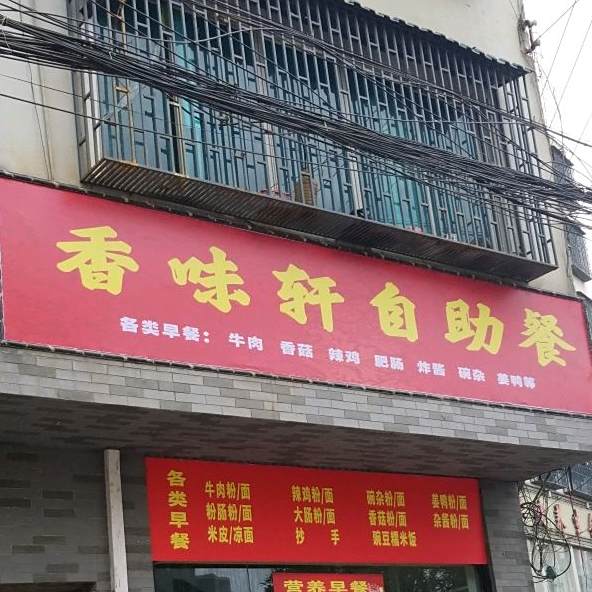 香味轩自助餐
各类早餐： 牛肉 香菇 辣鸡 肥肠 炸酱 碗杂 姜鸭等
各类早餐
牛肉粉/面 辣鸡粉/面 碗杂粉/面 姜鸭粉/面
粉肠粉/面 大肠粉/面 香菇粉/面 杂酱粉/面
米皮/凉面 抄 手 豌豆糯米饭
营养早餐